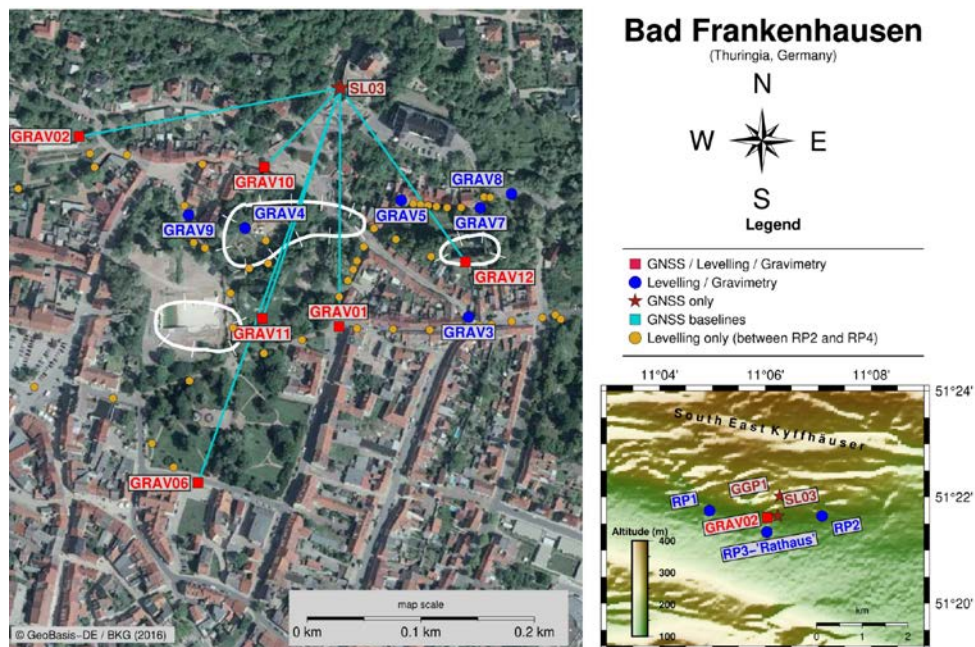 SL03
GRAV02
GRAV10
GRAV8
GRAV4
GRAV5
GRAV7
GRAV9
GRAV12
GRAV01
GRAV11
GRAV3
GRAV06
map scale
0 km 0.1 km 0.2 km
© GeoBasis-DE / BKG (2016)
Bad Frankenhausen
(Thuringia, Germany)
N
W E
S
Legend
GNSS / Levelling / Gravimetry
Levelling / Gravimetry
GNSS only
GNSS baselines
Levelling only (between RP2 and RP4)
11°04' 11°06' 11°08'
51°24'
South East Kyffhäuser
51°22'
GGP1
RP1
SL03
GRAV02
RP2
RP3-'Rathaus'
Altitude (m)
400
300
200
100
51°20'
km
0 1 2